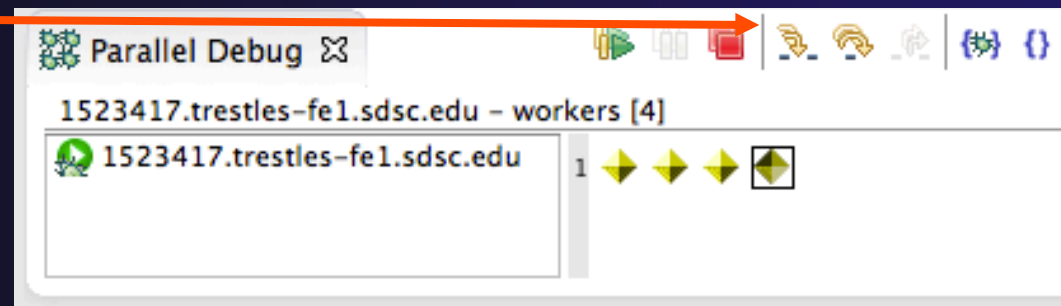 Parallel Debug
1523417.trestles-fe1.sdsc.edu - workers [4]
1523417.trestles-fe1.sdsc.edu
1